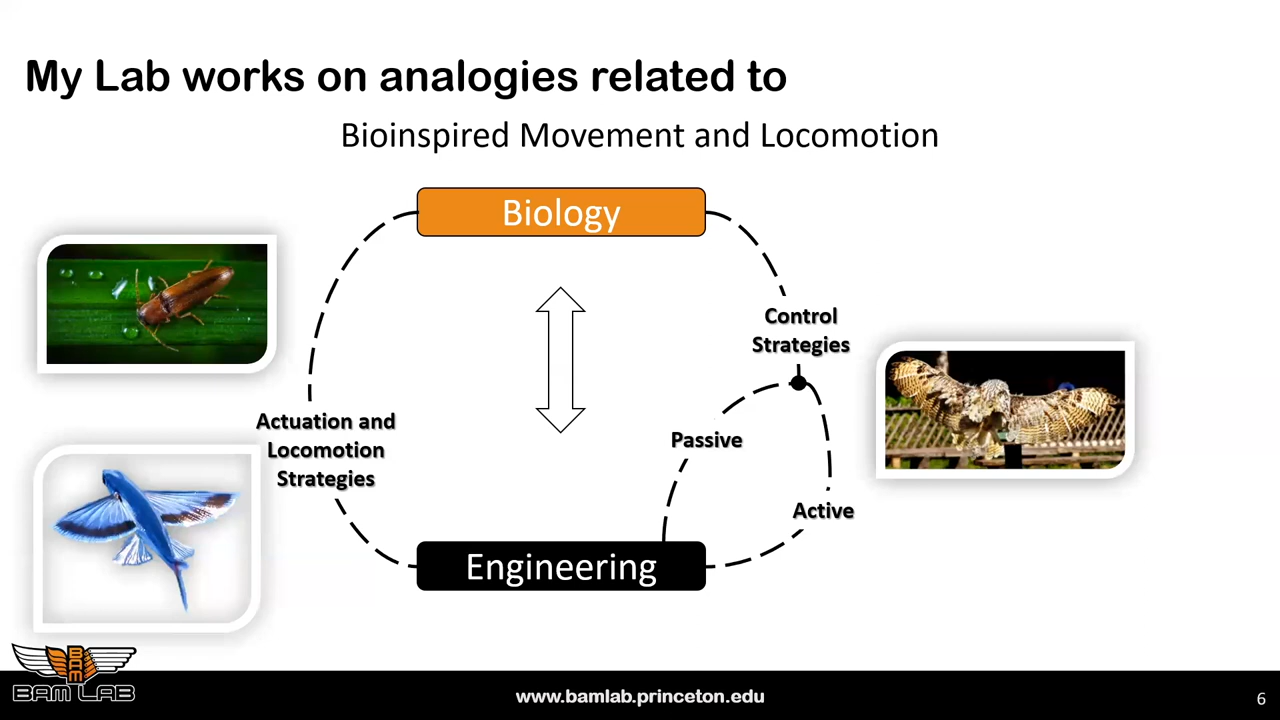 My Lab works on analogies related to
Bioinspired Movement and Locomotion
Biology
Control
Strategies
Actuation and
Locomotion
Strategies
Passive
Active
Engineering
BAM
BAM LAB
www.bamlab.princeton.edu
6